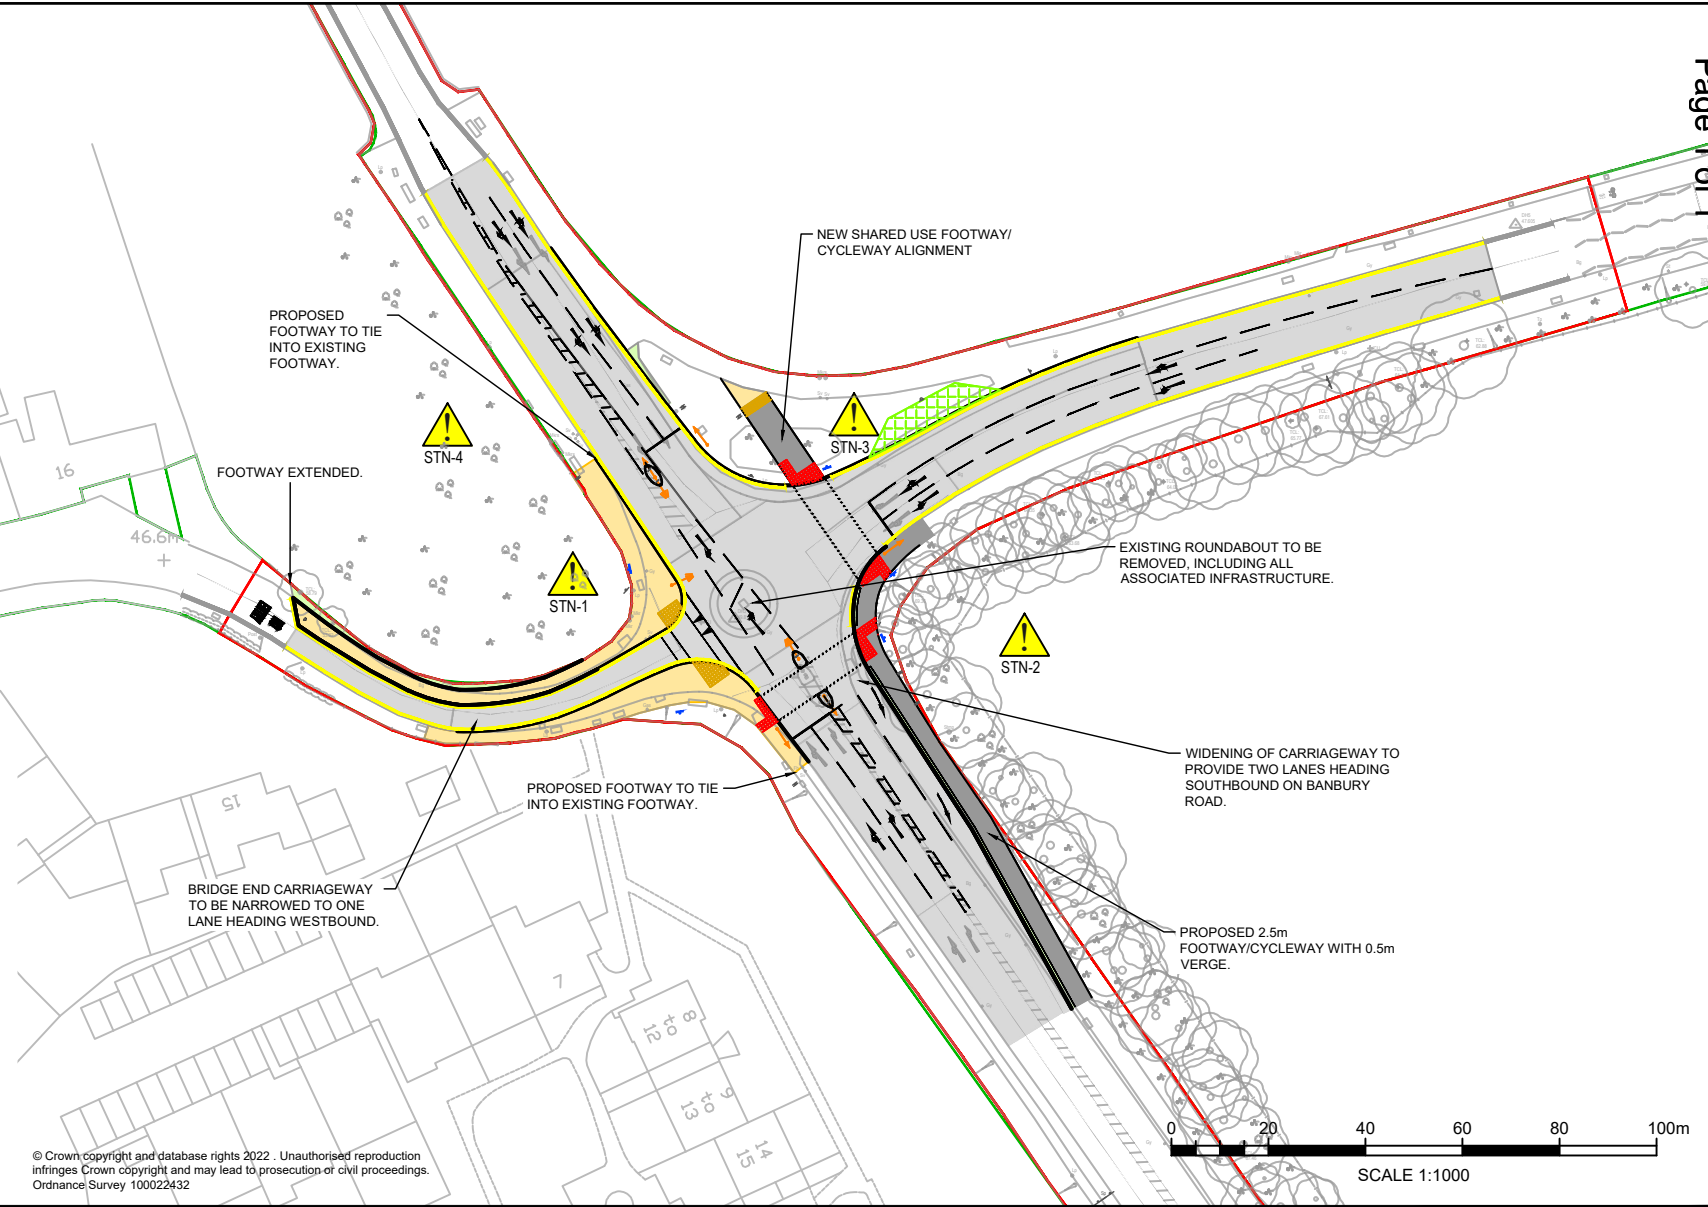 Page 1 of 1
NEW SHARED USE FOOTWAY/
CYCLEWAY ALIGNMENT
PROPOSED
FOOTWAY TO TIE
INTO EXISTING
FOOTWAY.
STN-3
STN-4
16
FOOTWAY EXTENDED.
46.6m
EXISTING ROUNDABOUT TO BE
REMOVED, INCLUDING ALL
ASSOCIATED INFRASTRUCTURE.
STN-1
STN-2
WIDENING OF CARRIAGEWAY TO
PROVIDE TWO LANES HEADING
SOUTHBOUND ON BANBURY
ROAD.
PROPOSED FOOTWAY TO TIE
INTO EXISTING FOOTWAY.
15
BRIDGE END CARRIAGEWAY
TO BE NARROWED TO ONE
LANE HEADING WESTBOUND.
PROPOSED 2.5m
FOOTWAY/CYCLEWAY WITH 0.5m
VERGE.
7
8
to
12
9
to
13
14
15
0 20 40 60 80 100m
SCALE 1:1000
© Crown copyright and database rights 2022 . Unauthorised reproduction
infringes Crown copyright and may lead to prosecution or civil proceedings.
Ordnance Survey 100022432